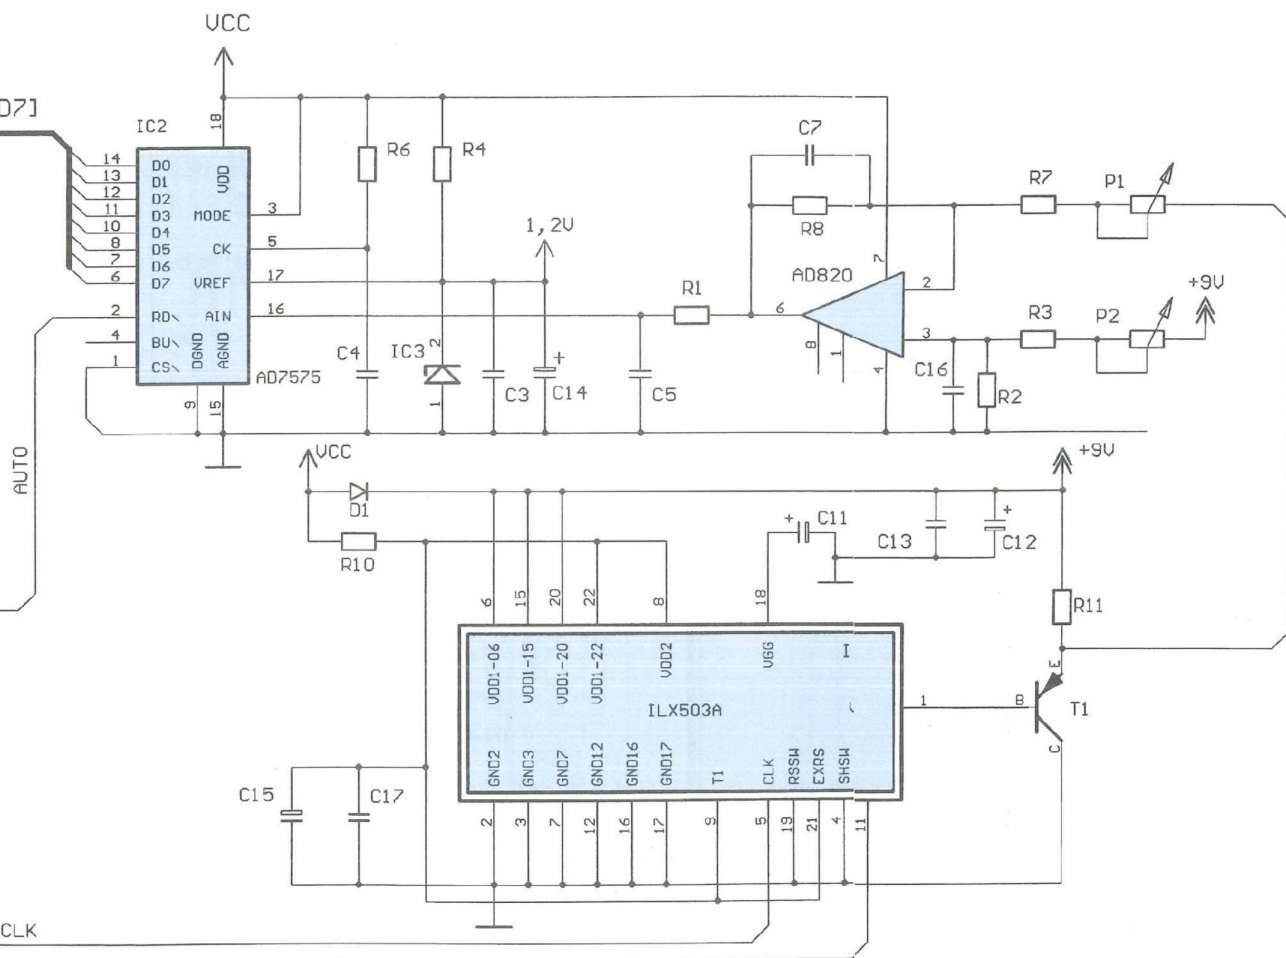 VCC
D7]
IC2
18
VDD
14 D0
13 D1
12 D2
11 D3
10 D4
8 D5
7 D6
6 D7
2 RD\
4 BU\
1 CS\
MODE 3
CK 5
VREF 17
AIN 16
DGND
AGND
9
15
AD7575
R6
R4
1,2V
C4
IC3
2
1
C3
C14
+
C5
R1
C7
R8
AD820
7
6
2
3
8
1
4
R7
P1
R3
P2
+9V
C16
R2
AUTO
VCC
D1
R10
+9V
+
C11
C13
+
C12
R11
6
15
20
22
8
18
VDD1-06
VDD1-15
VDD1-20
VDD1-22
VDD2
VGG
I
ILX503A
1
B
E
C
T1
GND2
GND3
GND7
GND12
GND16
GND17
T1
CLK
RSSW
EXRS
SHSW
2
3
7
12
16
17
9
5
19
21
4
11
C15
C17
CLK